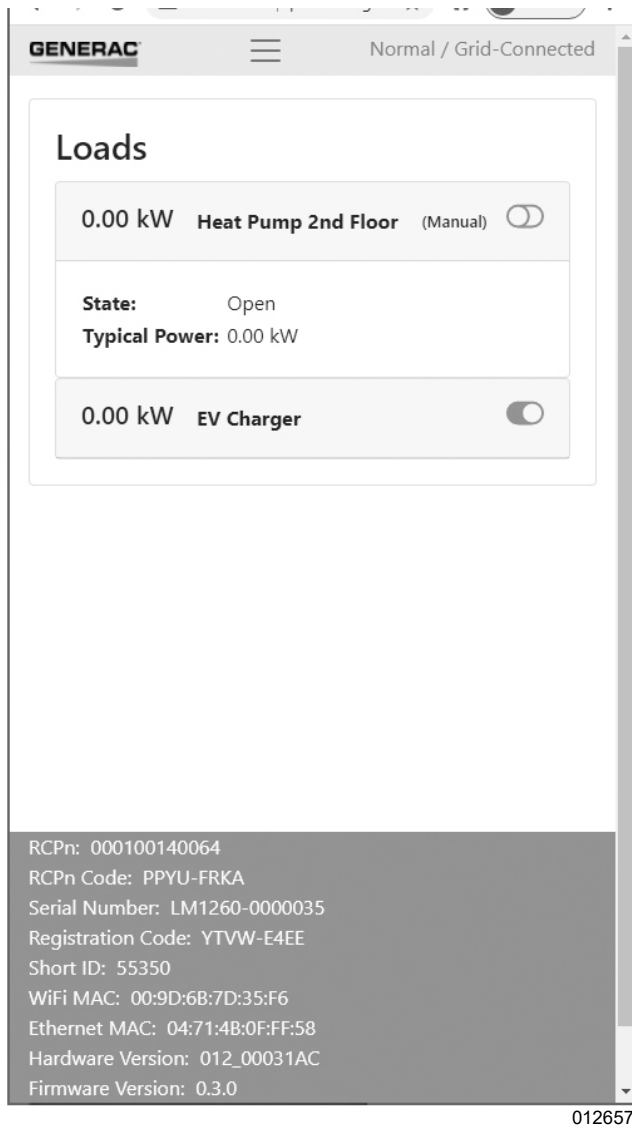 GENERAC Normal / Grid-Connected
Loads
0.00 kW Heat Pump 2nd Floor (Manual)
State: Open
Typical Power: 0.00 kW
0.00 kW EV Charger
RCPn: 000100140064
RCPn Code: PPYU-FRKA
Serial Number: LM1260-0000035
Registration Code: YTVW-E4EE
Short ID: 55350
WiFi MAC: 00:9D:6B:7D:35:F6
Ethernet MAC: 04:71:4B:0F:FF:58
Hardware Version: 012_00031AC
Firmware Version: 0.3.0
012657